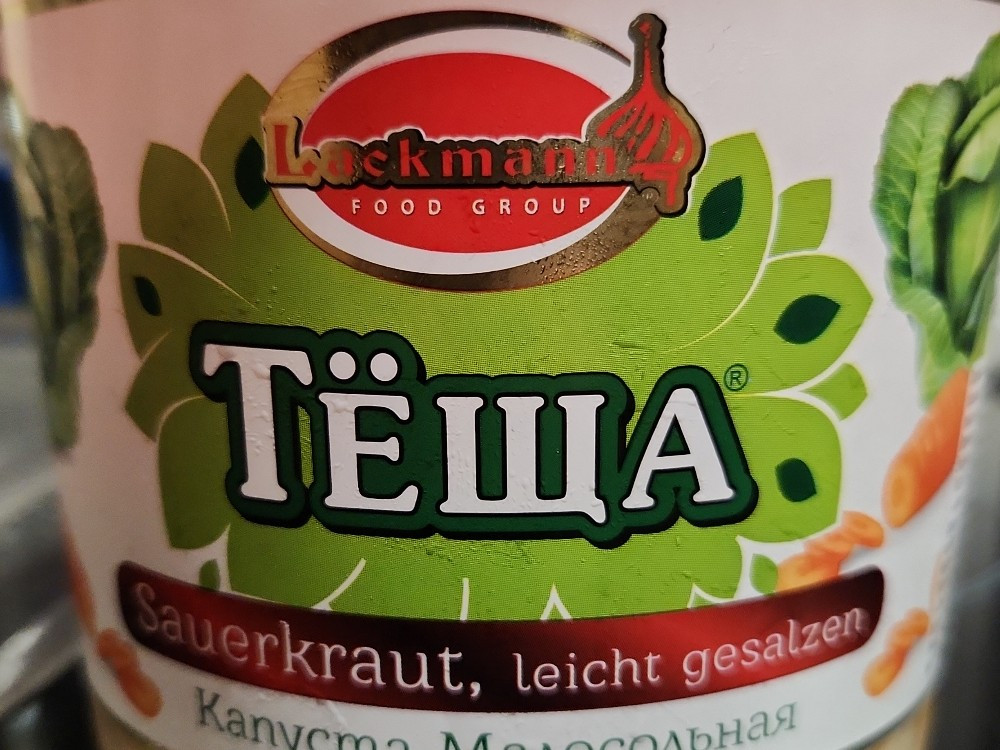 Lackmann
FOOD GROUP
ТЁЩА®
Sauerkraut, leicht gesalzen
Капуста Малосольная